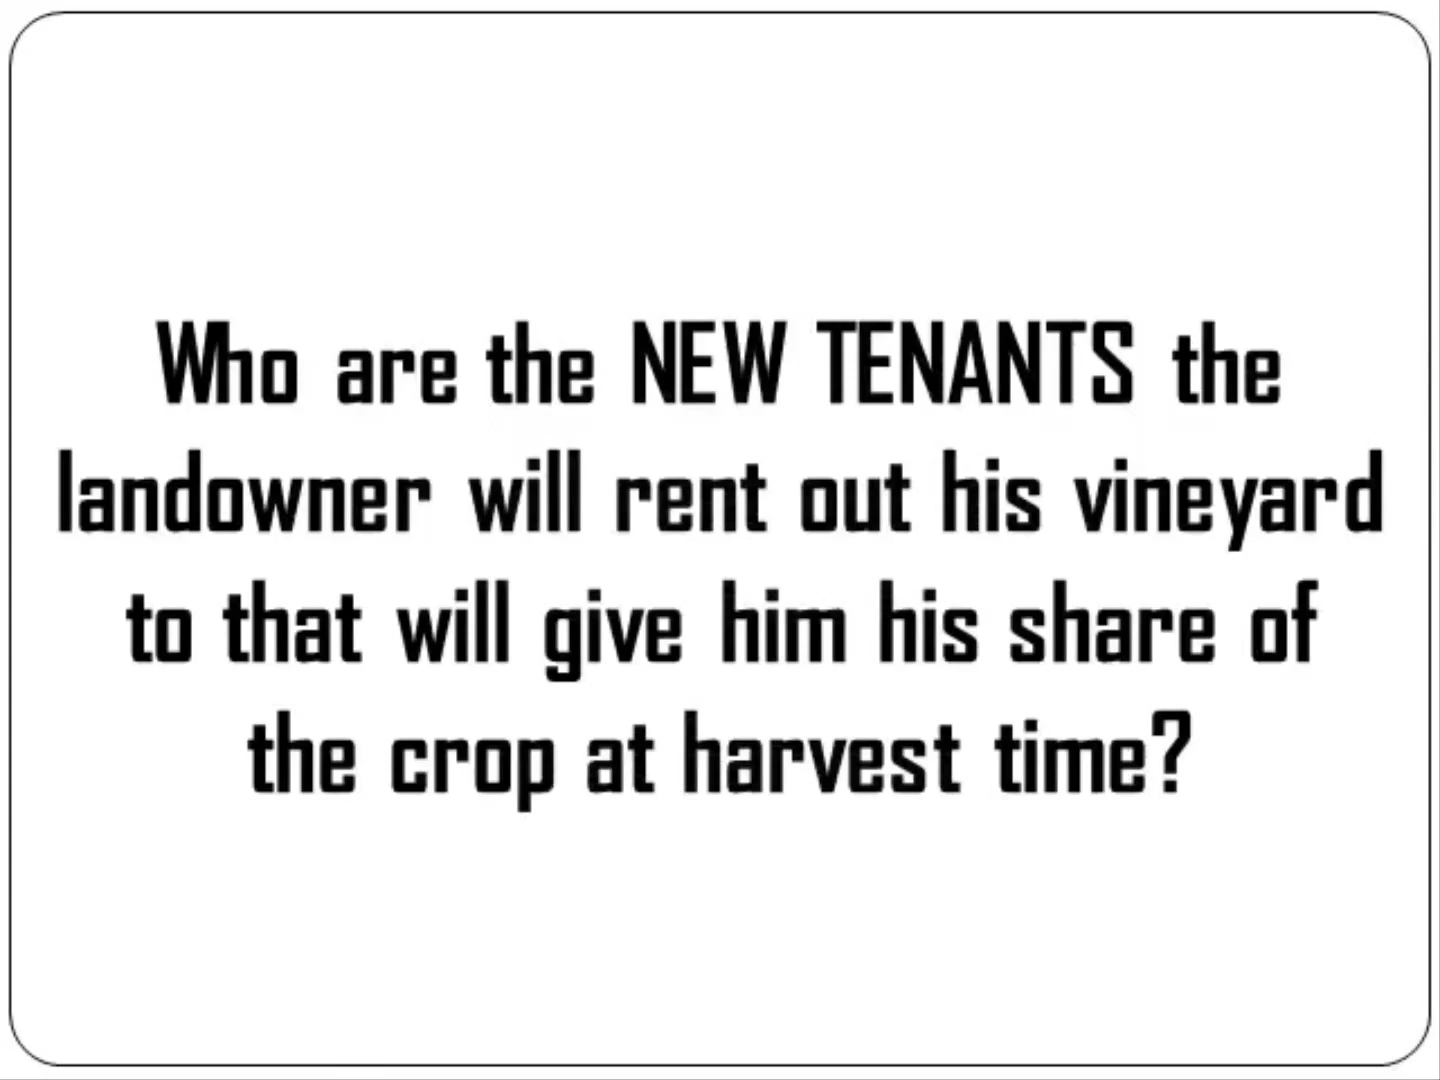 Who are the NEW TENANTS the
landowner will rent out his vineyard
to that will give him his share of
the crop at harvest time?